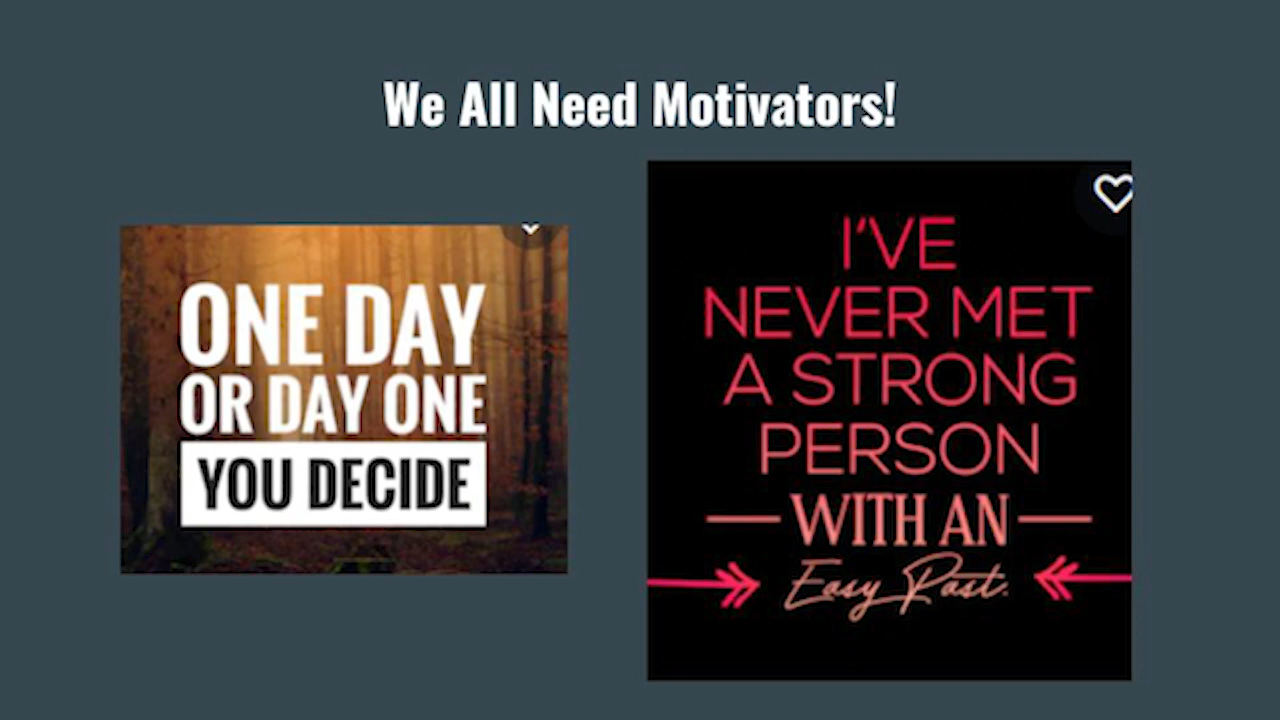 We All Need Motivators!
ONE DAY
OR DAY ONE
YOU DECIDE
I'VE
NEVER MET
A STRONG
PERSON
WITH AN
Easy Past.